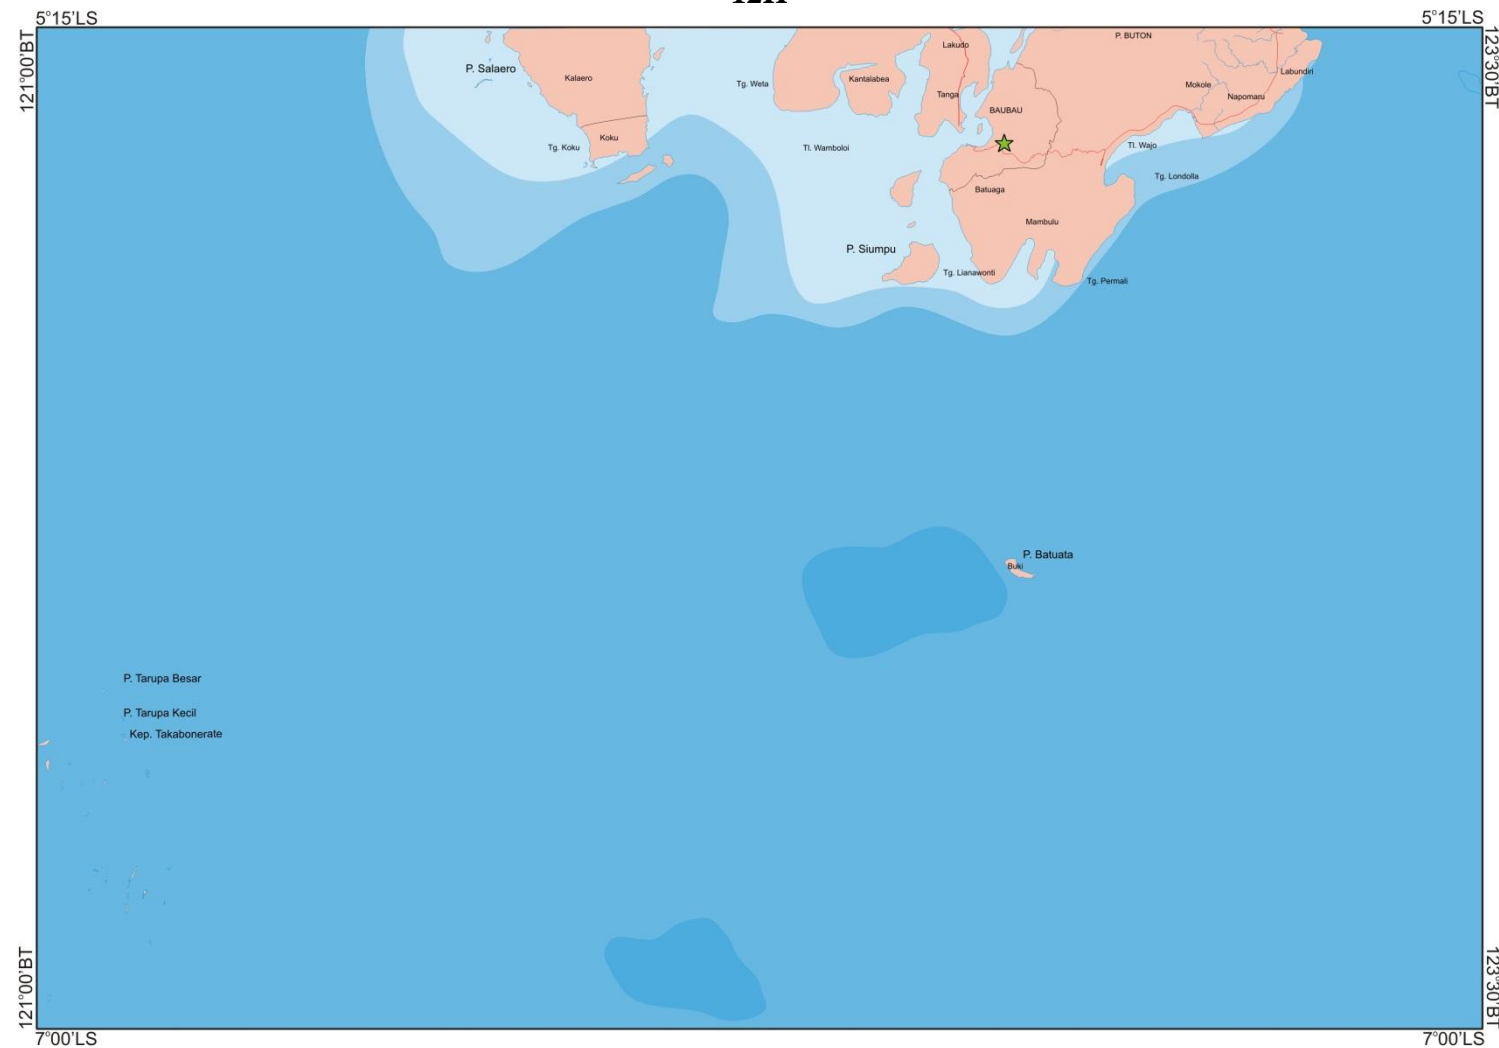 5°15'LS
5°15'LS
121°00'BT
123°30'BT
P. BUTON
Lakudo
P. Salaero
Kalaero
Tg. Weta
Kantalabea
Tanga
BAUBAU
Mokole
Labundiri
Napomaru
Koku
Tg. Koku
Tl. Wamboloi
Tl. Wajo
Tg. Londolla
Batuaga
Mambulu
P. Siumpu
Tg. Lianawonti
Tg. Permali
P. Batuata
Buki
P. Tarupa Besar
P. Tarupa Kecil
Kep. Takabonerate
121°00'BT
123°30'BT
7°00'LS
7°00'LS